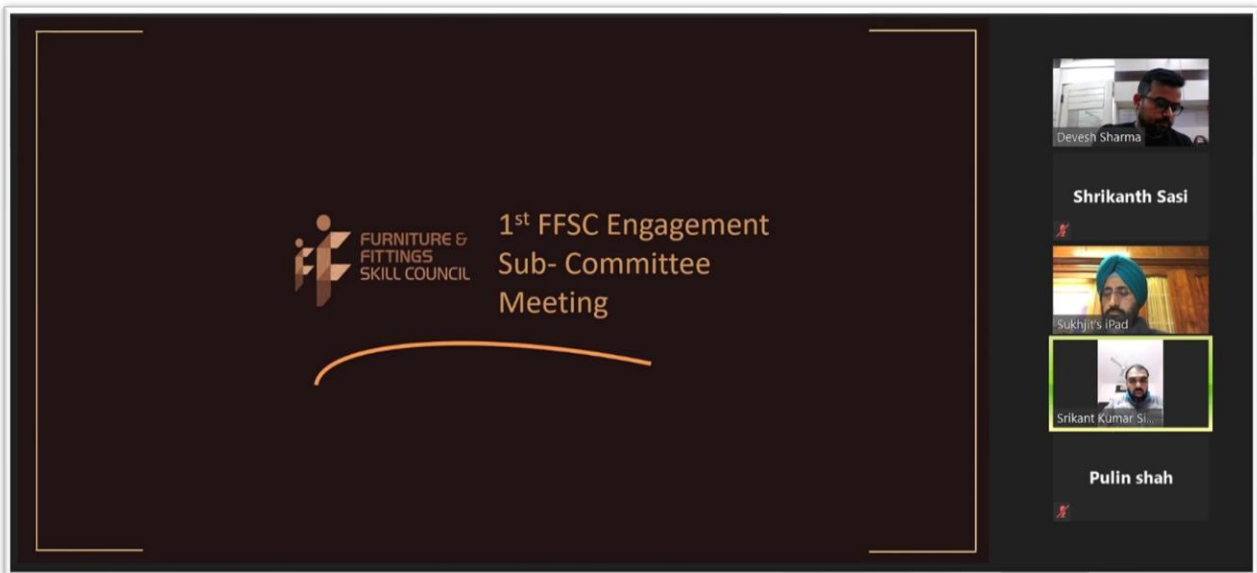 FURNITURE &
FITTINGS
SKILL COUNCIL
1st FFSC Engagement
Sub- Committee
Meeting
Devesh Sharma
Shrikanth Sasi
Sukhjit's iPad
Srikant Kumar Si...
Pulin shah